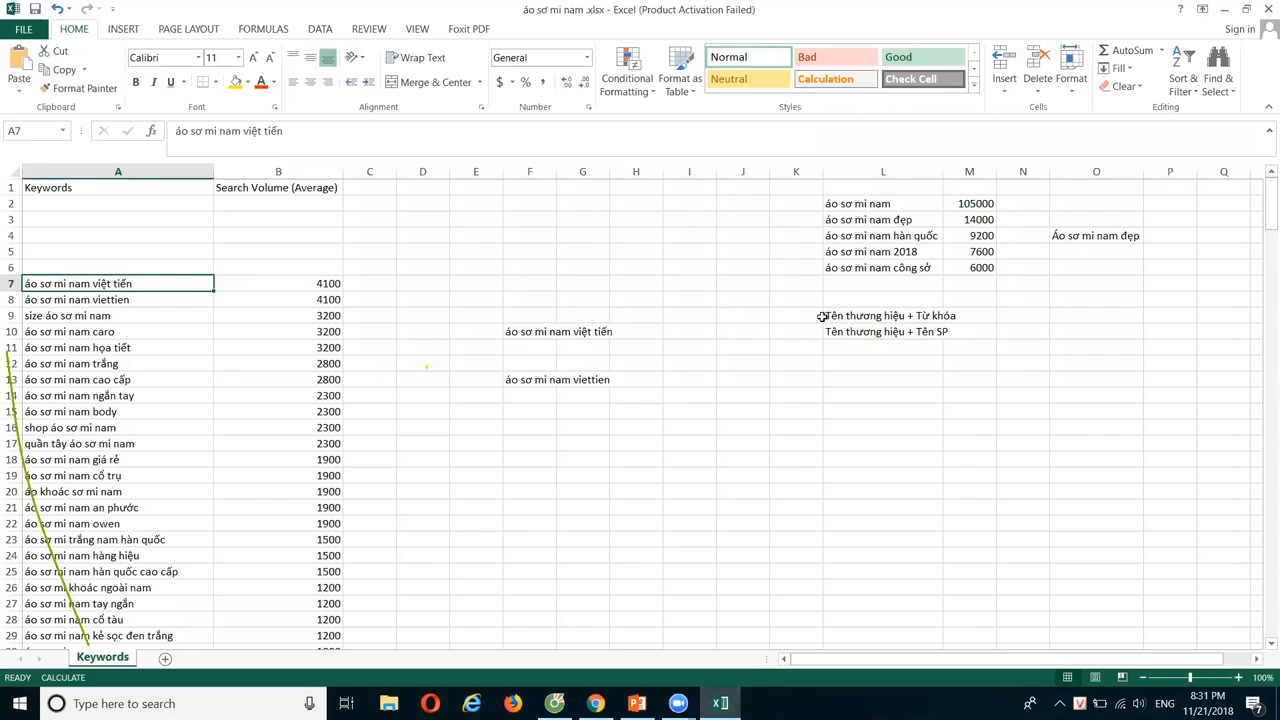 áo sơ mi nam .xlsx - Excel (Product Activation Failed)
FILE HOME INSERT PAGE LAYOUT FORMULAS DATA REVIEW VIEW Foxit PDF Sign in
Paste Cut Copy Format Painter
Clipboard
Calibri 11
B I U
Font
Wrap Text
Merge & Center
Alignment
General
$ % ,
Number
Conditional Formatting
Format as Table
Normal Bad Good
Neutral Calculation Check Cell
Styles
Insert Delete Format
Cells
AutoSum
Fill
Clear
Sort & Filter
Find & Select
Editing
A7 fx áo sơ mi nam việt tiến
A B C D E F G H I J K L M N O P Q
1 Keywords Search Volume (Average)
2 áo sơ mi nam 105000
3 áo sơ mi nam đẹp 14000
4 áo sơ mi nam hàn quốc 9200 Áo sơ mi nam đẹp
5 áo sơ mi nam 2018 7600
6 áo sơ mi nam công sở 6000
7 áo sơ mi nam việt tiến 4100
8 áo sơ mi nam viettien 4100
9 size áo sơ mi nam 3200 Tên thương hiệu + Từ khóa
10 áo sơ mi nam caro 3200 áo sơ mi nam việt tiến Tên thương hiệu + Tên SP
11 áo sơ mi nam họa tiết 3200
12 áo sơ mi nam trắng 2800
13 áo sơ mi nam cao cấp 2800 áo sơ mi nam viettien
14 áo sơ mi nam ngắn tay 2300
15 áo sơ mi nam body 2300
16 shop áo sơ mi nam 2300
17 quần tây áo sơ mi nam 2300
18 áo sơ mi nam giá rẻ 1900
19 áo sơ mi nam cổ trụ 1900
20 áo khoác sơ mi nam 1900
21 áo sơ mi nam an phước 1900
22 áo sơ mi nam owen 1900
23 áo sơ mi trắng nam hàn quốc 1500
24 áo sơ mi nam hàng hiệu 1500
25 áo sơ mi nam hàn quốc cao cấp 1500
26 áo sơ mi khoác ngoài nam 1200
27 áo sơ mi nam tay ngắn 1200
28 áo sơ mi nam cổ tàu 1200
29 áo sơ mi nam kẻ sọc đen trắng 1200
Keywords
READY CALCULATE 100%
Type here to search
ENG
8:31 PM
11/21/2018